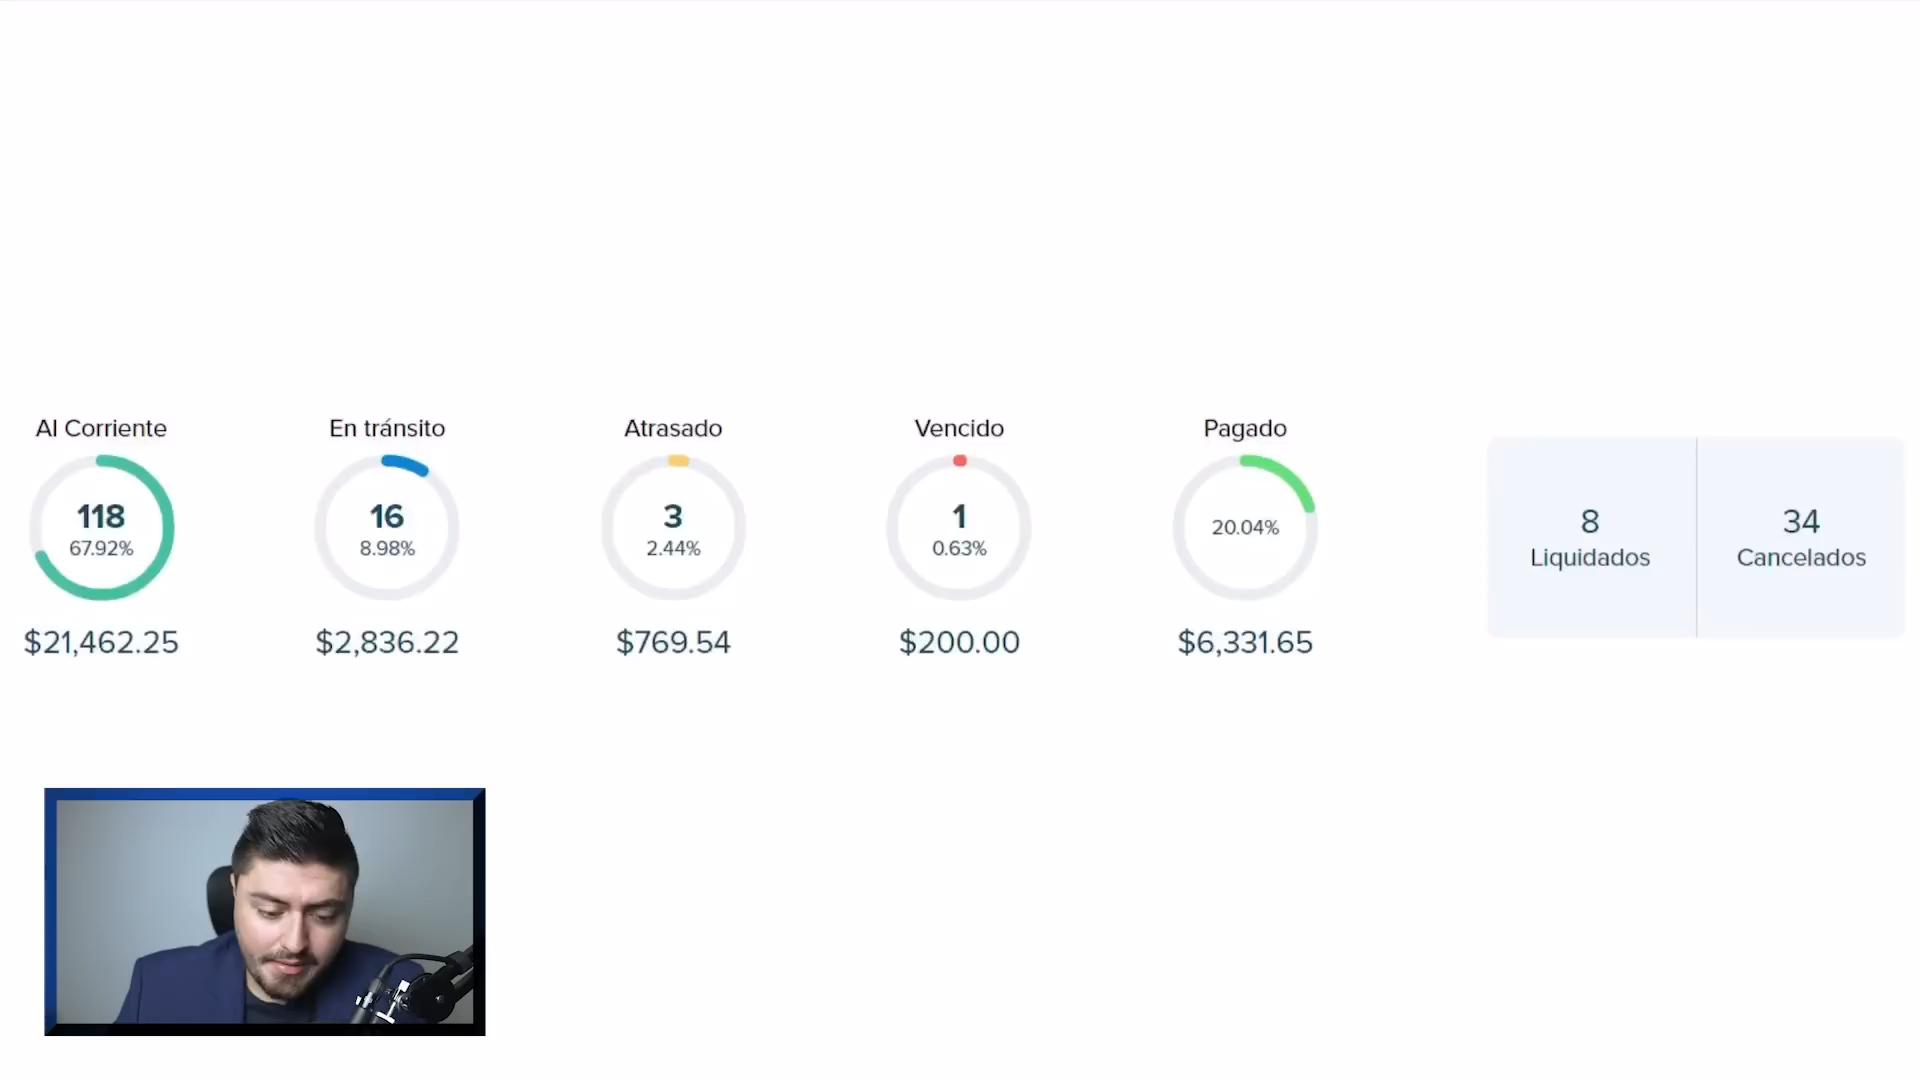 Al Corriente
118
67.92%
$21,462.25
En tránsito
16
8.98%
$2,836.22
Atrasado
3
2.44%
$769.54
Vencido
1
0.63%
$200.00
Pagado
20.04%
$6,331.65
8
Liquidados
34
Cancelados